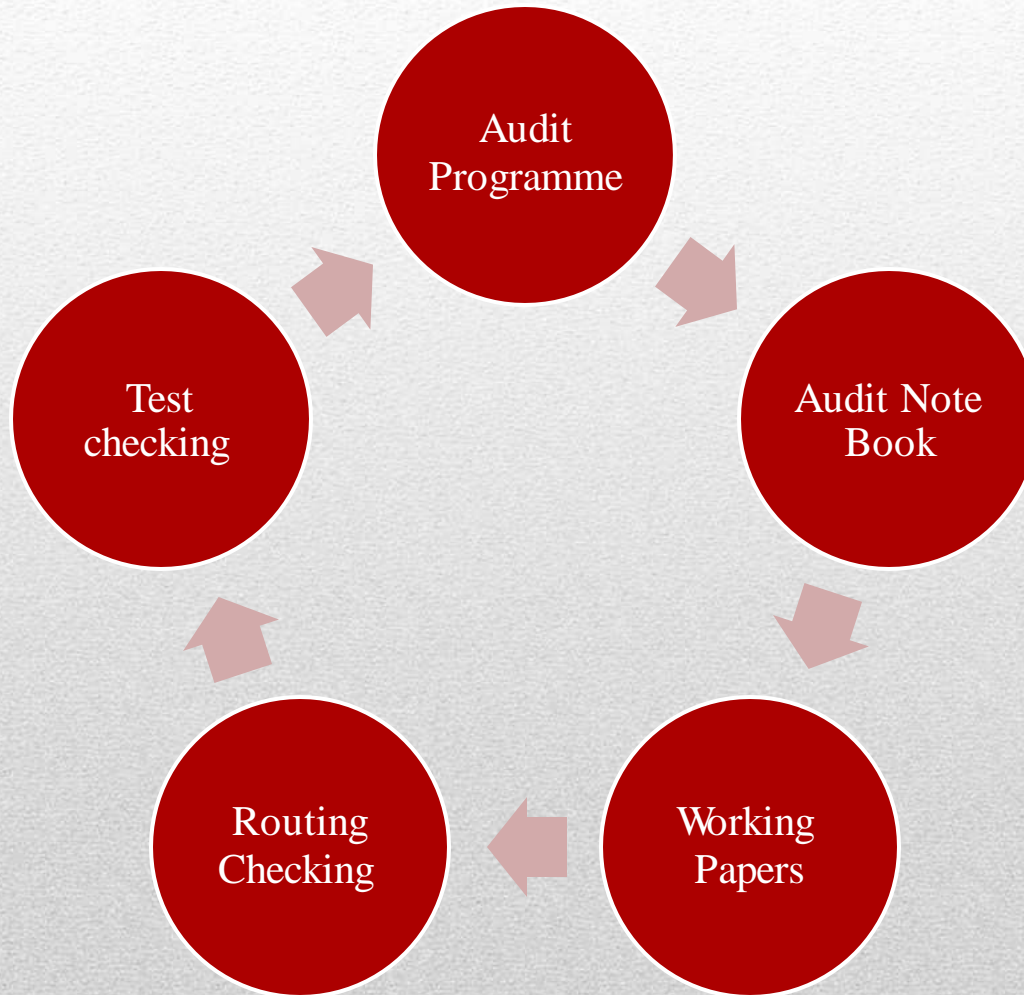 Audit
Programme
Audit Note
Book
Working
Papers
Routing
Checking
Test
checking